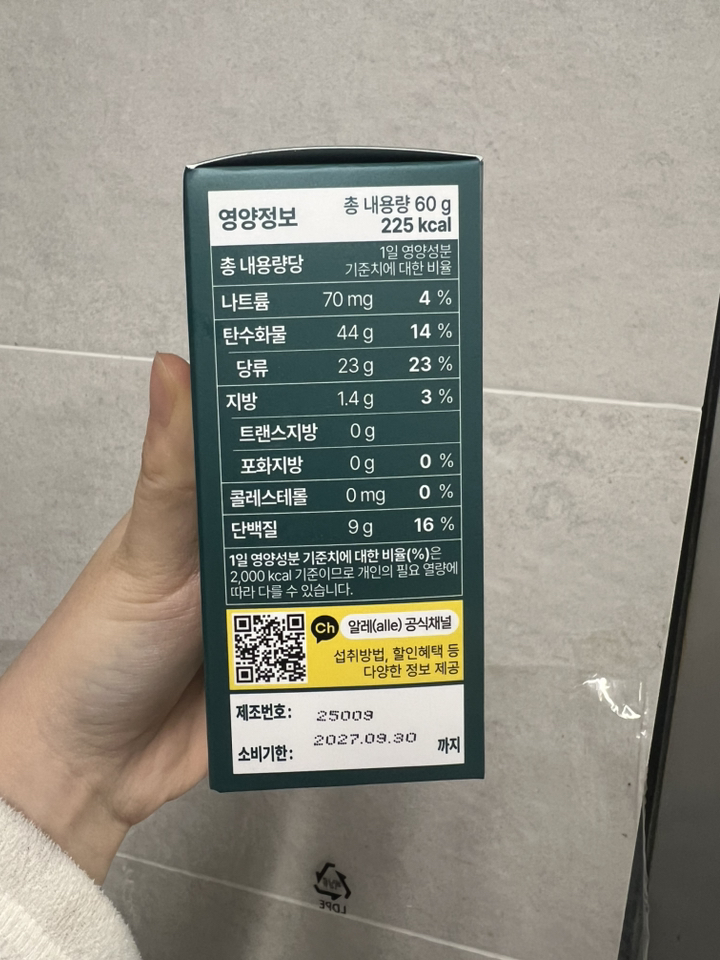 영양정보
총 내용량 60 g
225 kcal
총 내용량당
1일 영양성분
기준치에 대한 비율
나트륨 70 mg 4 %
탄수화물 44 g 14 %
당류 23 g 23 %
지방 1.4 g 3 %
트랜스지방 0 g
포화지방 0 g 0 %
콜레스테롤 0 mg 0 %
단백질 9 g 16 %
1일 영양성분 기준치에 대한 비율(%)은
2,000 kcal 기준이므로 개인의 필요 열량에
따라 다를 수 있습니다.
Ch 알레(alle) 공식채널
섭취방법, 할인혜택 등
다양한 정보 제공
제조번호: 25009
소비기한: 2027.09.30 까지
LDPE